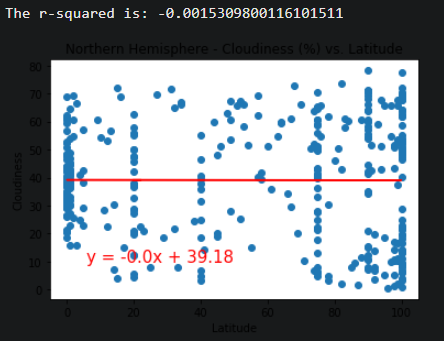 The r-squared is: -0.0015309800116101511
Northern Hemisphere - Cloudiness (%) vs. Latitude
80
70
60
50
40
30
20
10
0
Cloudiness
y = -0.0x + 39.18
0 20 40 60 80 100
Latitude